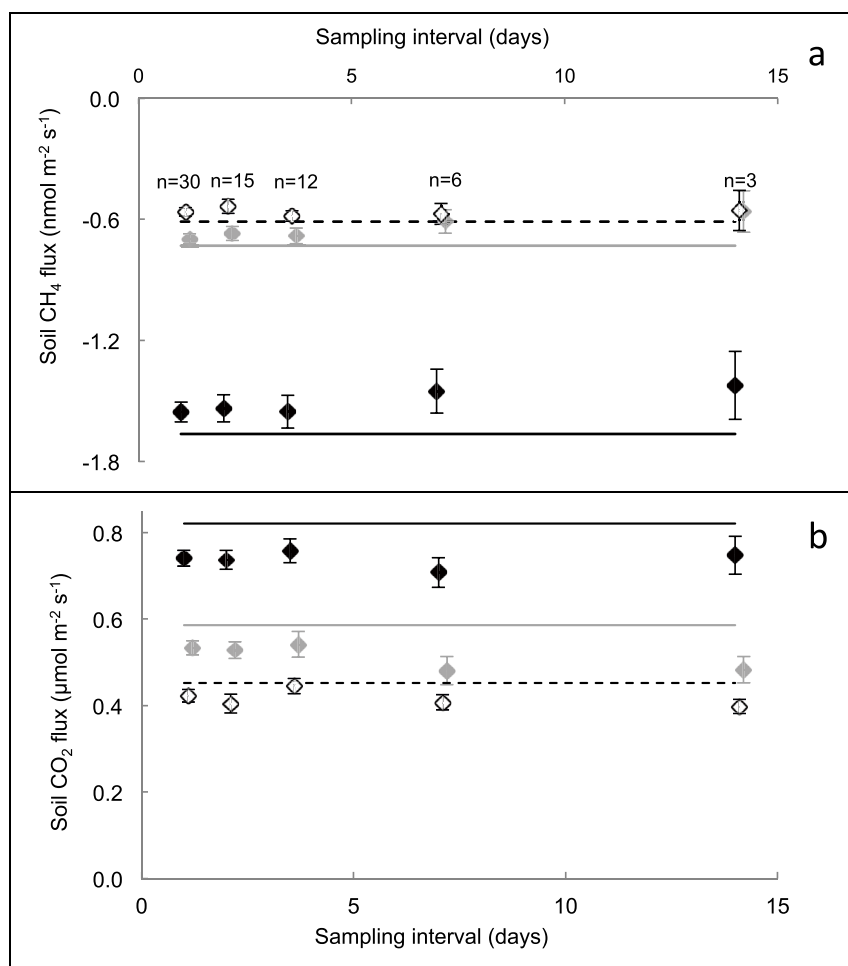 Sampling interval (days)
a
0 5 10 15
0.0
n=30 n=15 n=12 n=6 n=3
-0.6
-1.2
-1.8
Soil CH4 flux (nmol m-2 s-1)
b
0.8
0.6
0.4
0.2
0.0
Soil CO2 flux (µmol m-2 s-1)
0 5 10 15
Sampling interval (days)